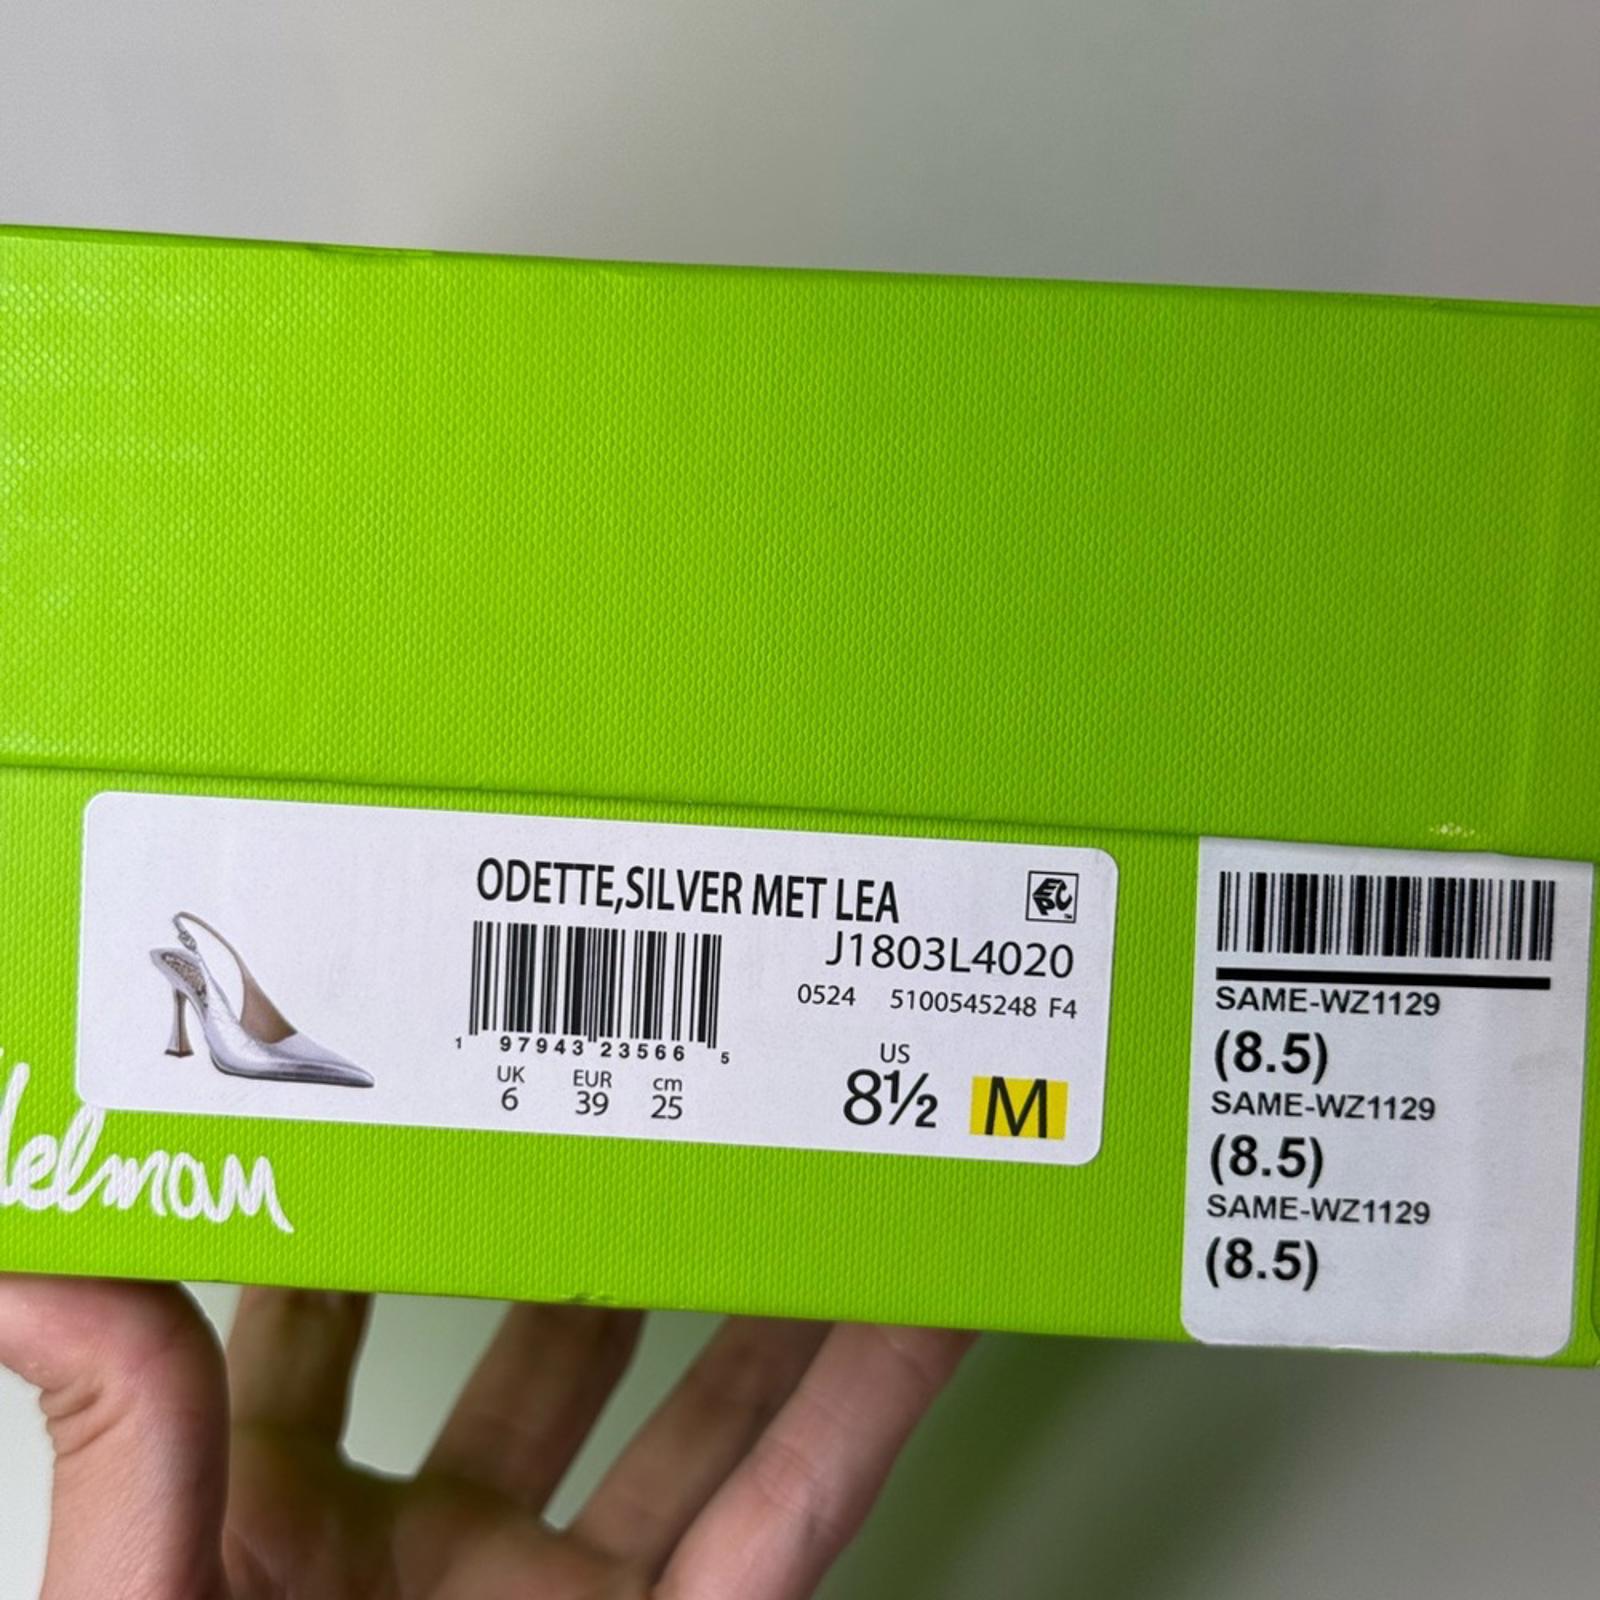 ODETTE,SILVER MET LEA
J1803L4020
0524 5100545248 F4
1 97943 23566 5
UK EUR cm
6 39 25
US
8½ M
SAME-WZ1129
(8.5)
SAME-WZ1129
(8.5)
SAME-WZ1129
(8.5)
delman